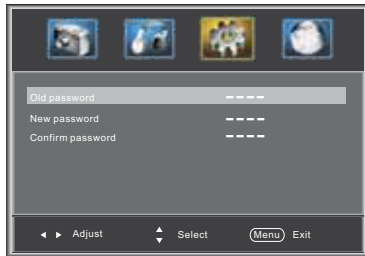 Old password ----
New password ----
Confirm password ----
Adjust Select Menu Exit